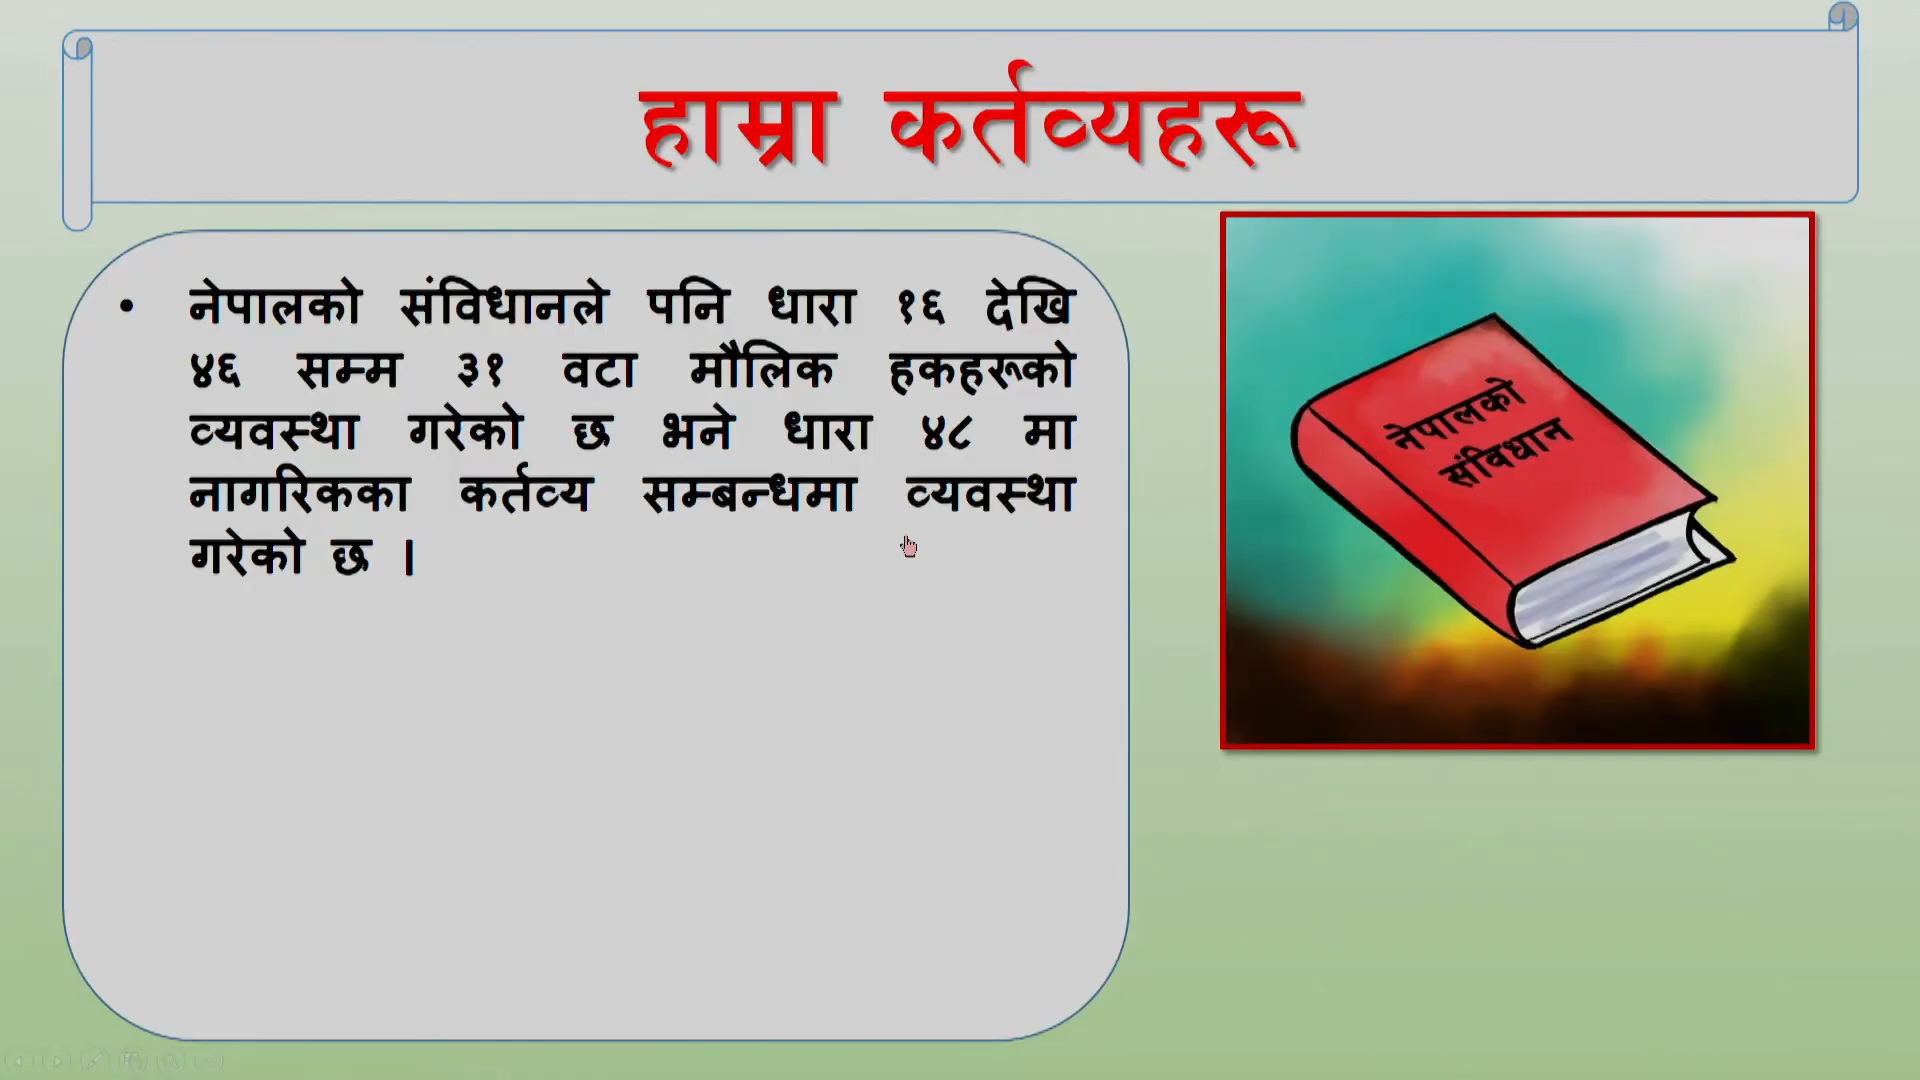 हाम्रा कर्तव्यहरू
• नेपालको संविधानले पनि धारा १६ देखि
४६ सम्म ३१ वटा मौलिक हकहरूको
व्यवस्था गरेको छ भने धारा ४८ मा
नागरिकका कर्तव्य सम्बन्धमा व्यवस्था
गरेको छ ।
नेपालको
संविधान